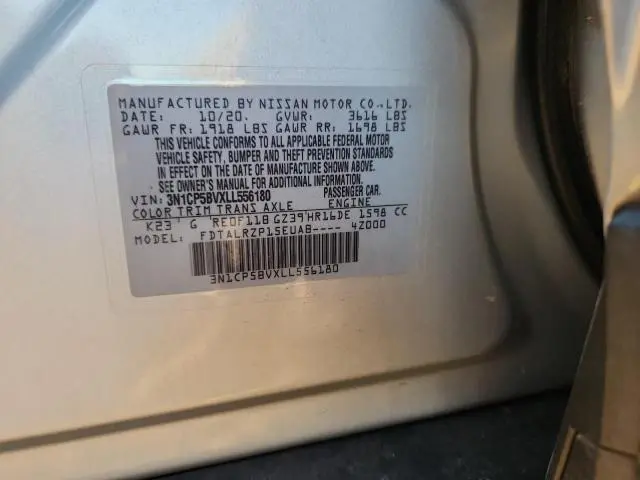 MANUFACTURED BY NISSAN MOTOR CO.,LTD.
DATE: 10/20. GVWR: 3616 LBS
GAWR FR: 1918 LBS GAWR RR: 1698 LBS
THIS VEHICLE CONFORMS TO ALL APPLICABLE FEDERAL MOTOR
VEHICLE SAFETY, BUMPER AND THEFT PREVENTION STANDARDS
IN EFFECT ON THE DATE OF MANUFACTURE SHOWN ABOVE.
SEE OWNER'S MANUAL FOR ADDITIONAL INFORMATION.
VIN: 3N1CP5BVXLL556180 PASSENGER CAR.
COLOR TRIM TRANS AXLE ENGINE
K23 G RE0F11B GZ39 HR16DE 1598 CC
MODEL: FDTALRZP15EUAB---- 4Z000
3N1CP5BVXLL556180